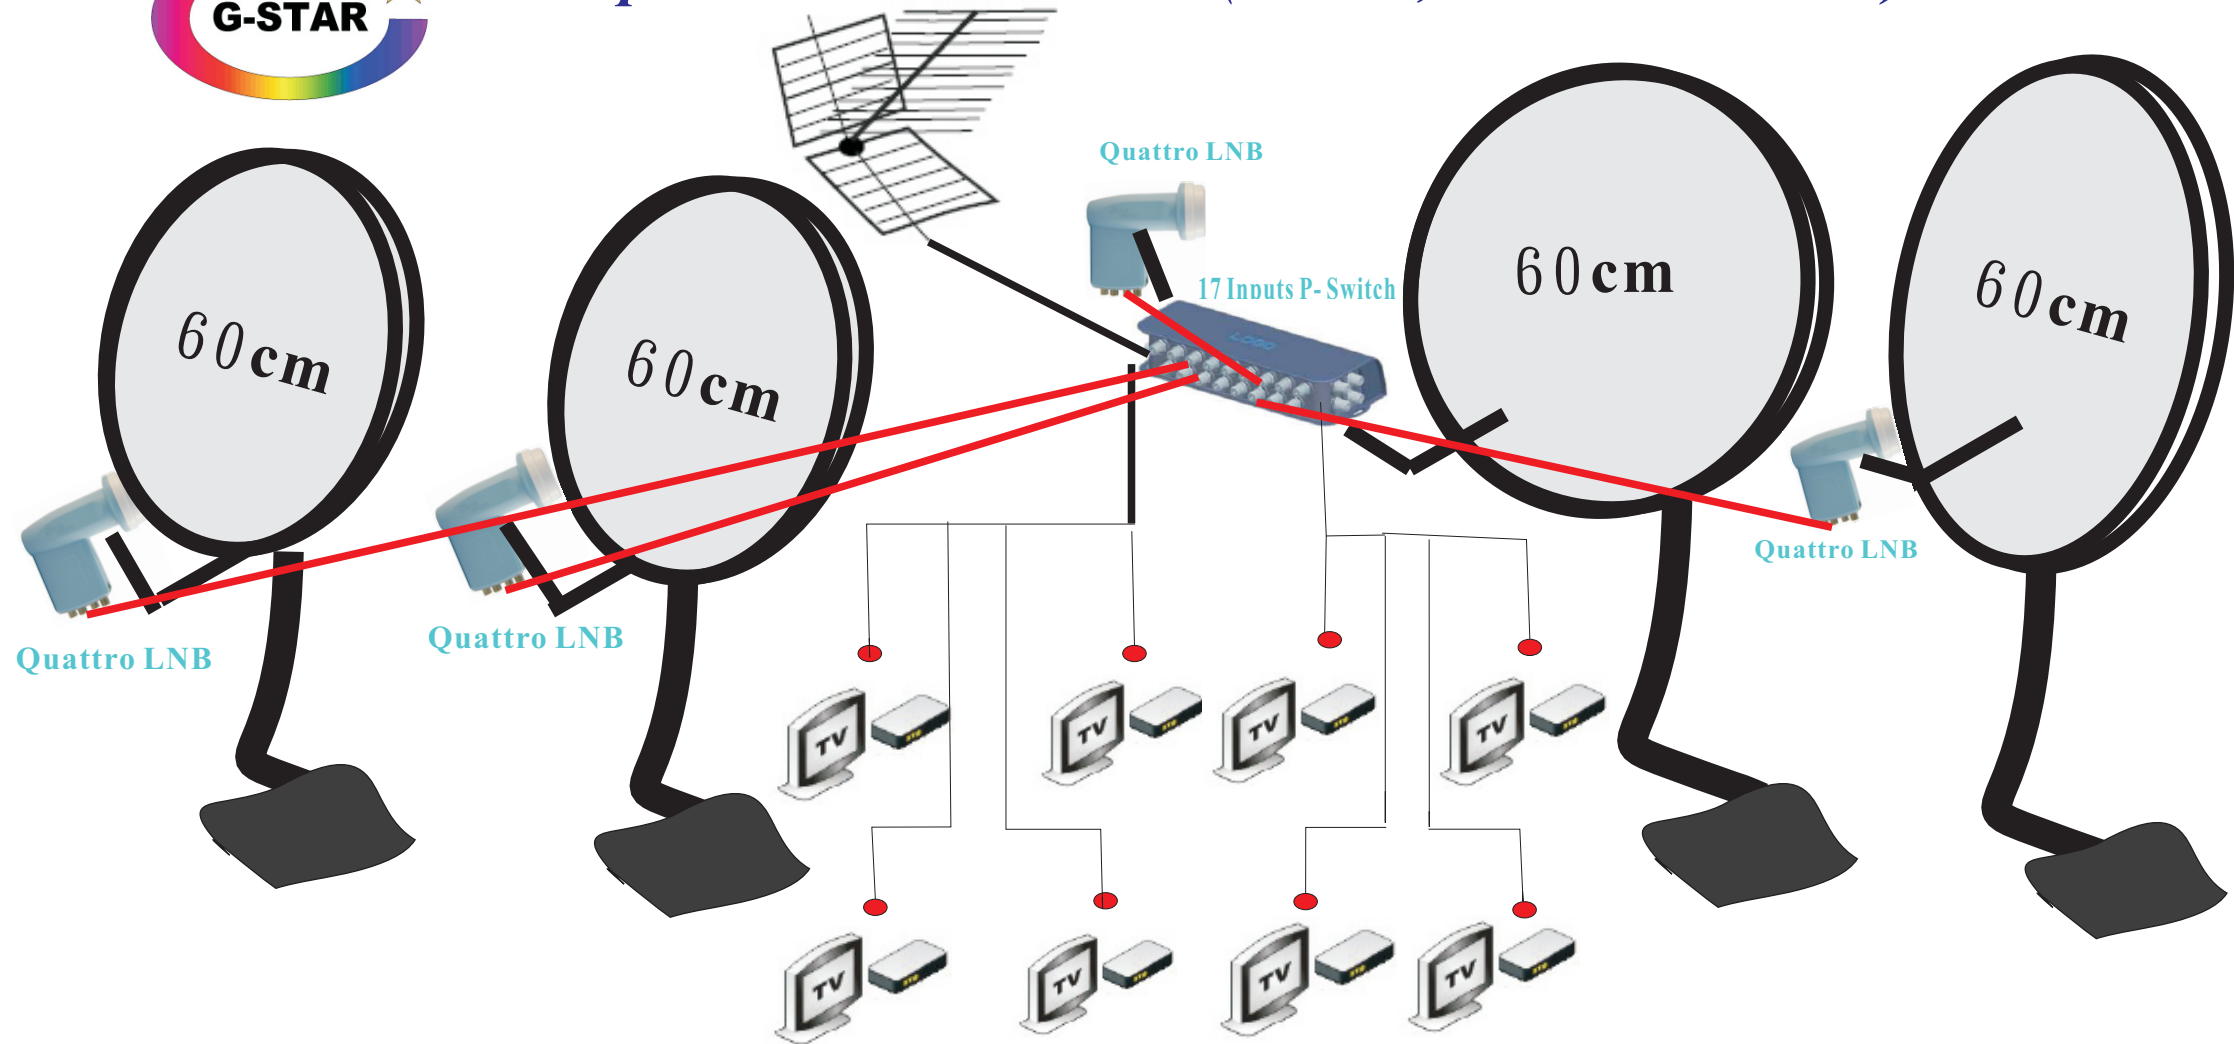 G-STAR
Quattro LNB
17 Inputs P- Switch
LOGO
60cm
60cm
60cm
60cm
Quattro LNB
Quattro LNB
Quattro LNB
TV
TV
TV
TV
TV
TV
TV
TV